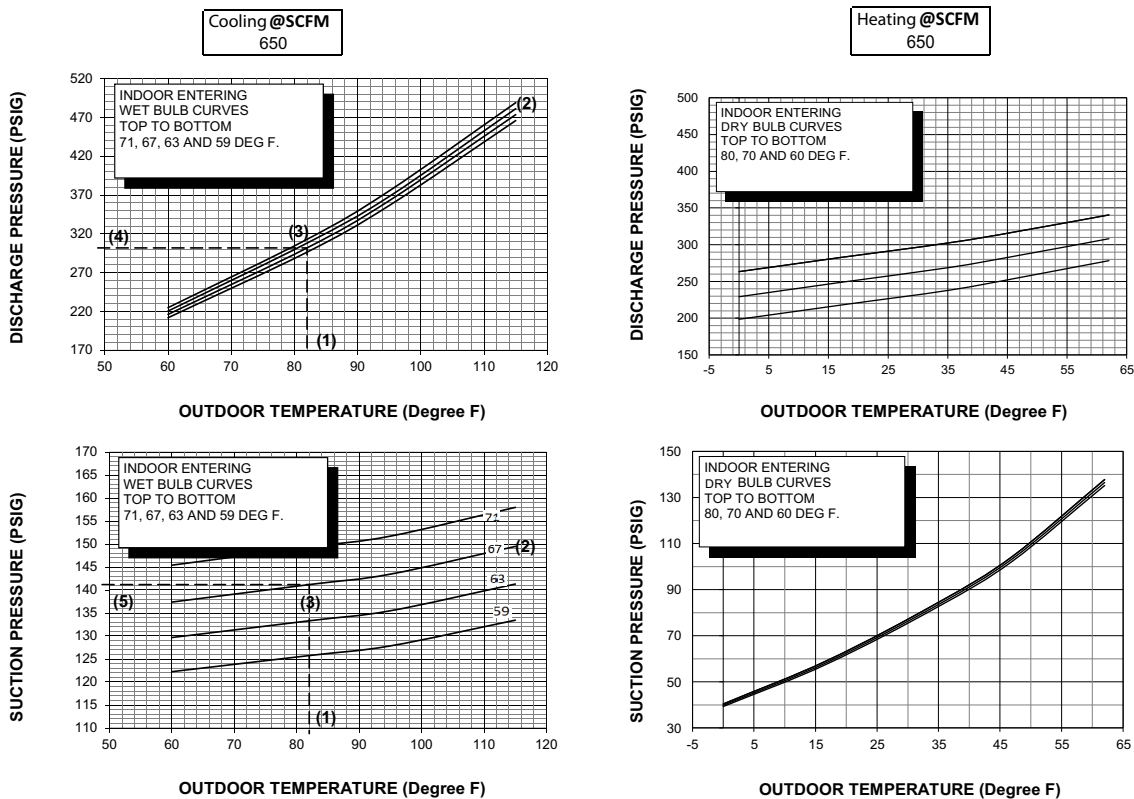 Cooling @SCFM
650
DISCHARGE PRESSURE (PSIG)
520
470
420
370
320
270
220
170
INDOOR ENTERING
WET BULB CURVES
TOP TO BOTTOM
71, 67, 63 AND 59 DEG F.
(2)
(3)
(4)
(1)
50 60 70 80 90 100 110 120
OUTDOOR TEMPERATURE (Degree F)
Heating @SCFM
650
DISCHARGE PRESSURE (PSIG)
500
450
400
350
300
250
200
150
INDOOR ENTERING
DRY BULB CURVES
TOP TO BOTTOM
80, 70 AND 60 DEG F.
-5 5 15 25 35 45 55 65
OUTDOOR TEMPERATURE (Degree F)
SUCTION PRESSURE (PSIG)
170
165
160
155
150
145
140
135
130
125
120
115
110
INDOOR ENTERING
WET BULB CURVES
TOP TO BOTTOM
71, 67, 63 AND 59 DEG F.
71
67 (2)
63
59
(5)
(3)
(1)
50 60 70 80 90 100 110 120
OUTDOOR TEMPERATURE (Degree F)
SUCTION PRESSURE (PSIG)
150
130
110
90
70
50
30
INDOOR ENTERING
DRY BULB CURVES
TOP TO BOTTOM
80, 70 AND 60 DEG F.
-5 5 15 25 35 45 55 65
OUTDOOR TEMPERATURE (Degree F)